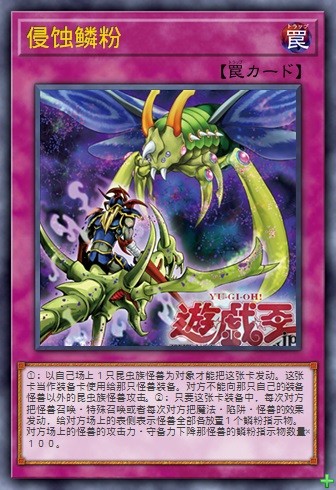 侵蚀鳞粉
トラップ
罠
【罠カード】
YU-GI-OH!
遊戯王
①：以自己场上１只昆虫族怪兽为对象才能把这张卡发动。这张
卡当作装备卡使用给那只怪兽装备。对方不能向那只自己的装备
怪兽以外的昆虫族怪兽攻击。②：只要这张卡装备中，每次对方
把怪兽召唤・特殊召唤或者每次对方把魔法・陷阱・怪兽的效果
发动，给对方场上的表侧表示怪兽全部各放置１个鳞粉指示物。
对方场上的怪兽的攻击力・守备力下降那怪兽的鳞粉指示物数量×
１００。